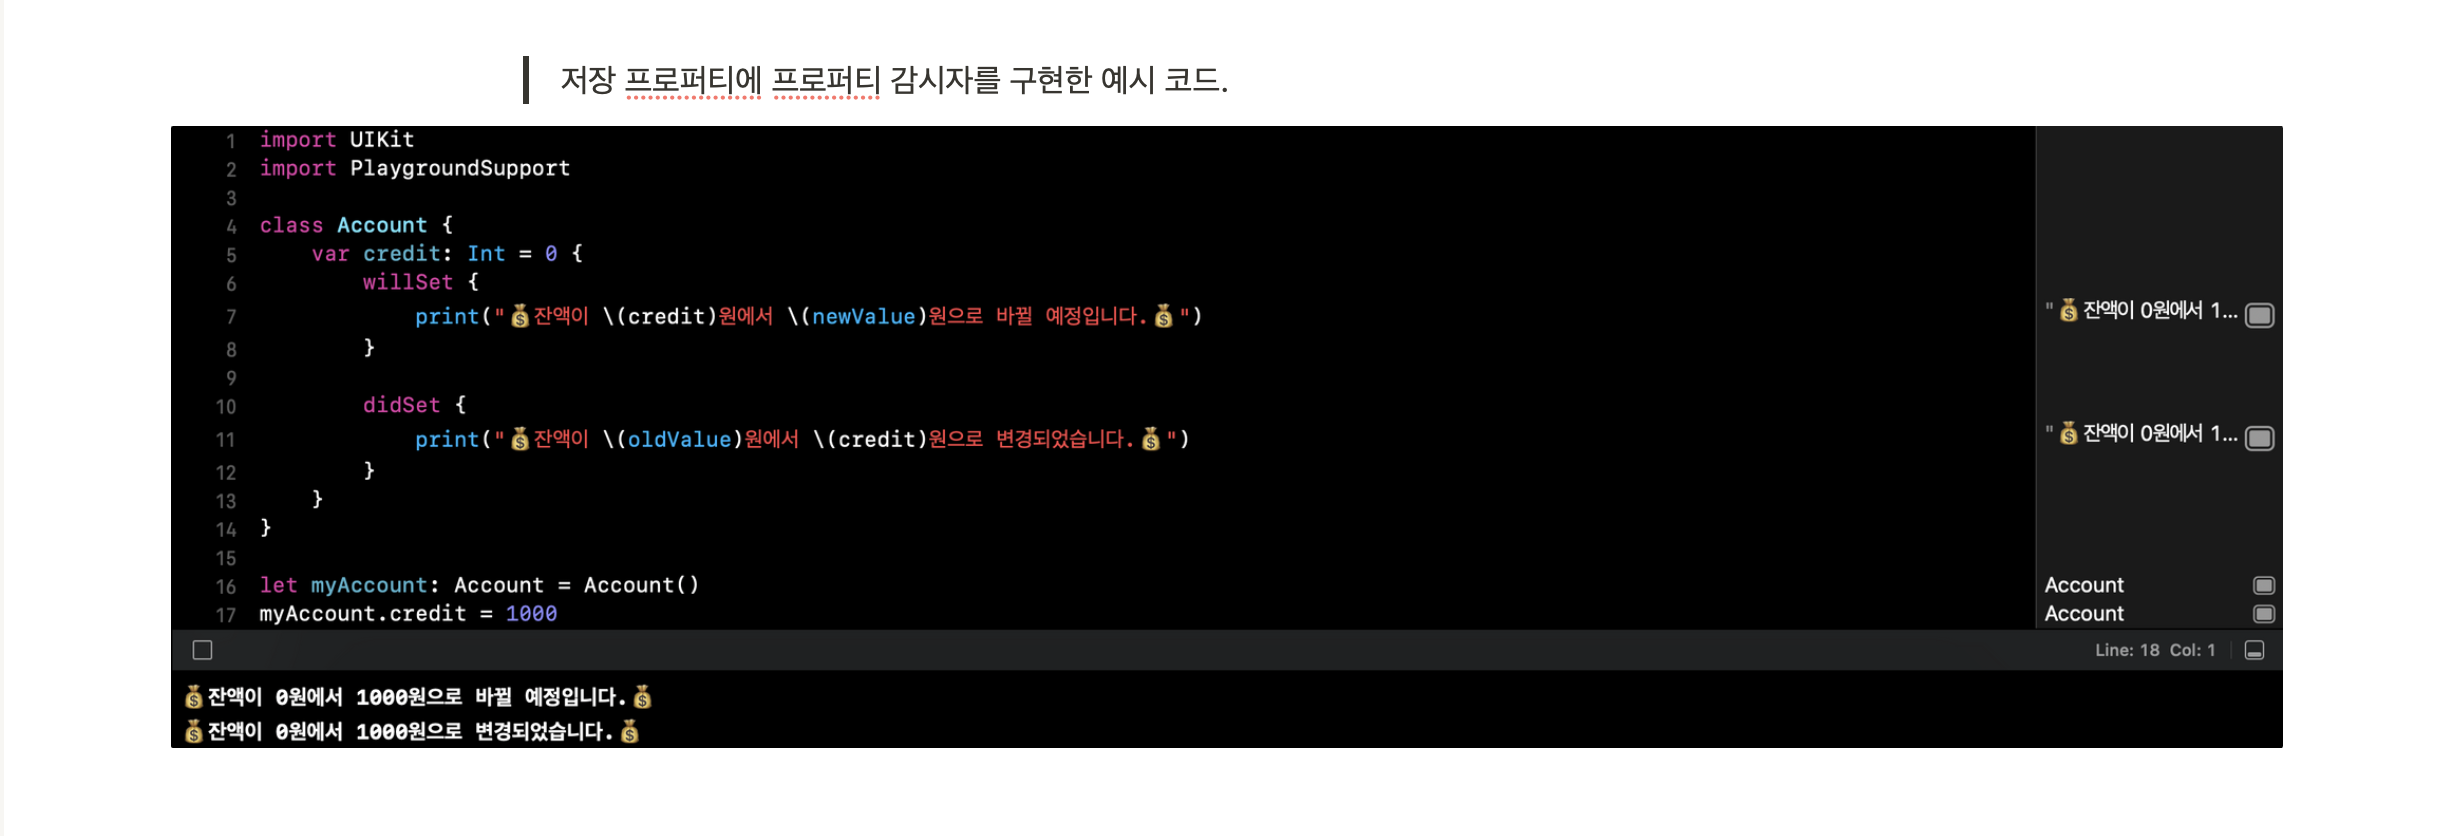 저장 프로퍼티에 프로퍼티 감시자를 구현한 예시 코드.
1 import UIKit
2 import PlaygroundSupport
3
4 class Account {
5     var credit: Int = 0 {
6         willSet {
7             print("💰잔액이 \(credit)원에서 \(newValue)원으로 바뀔 예정입니다.💰") "💰잔액이 0원에서 1...
8         }
9
10         didSet {
11             print("💰잔액이 \(oldValue)원에서 \(credit)원으로 변경되었습니다.💰") "💰잔액이 0원에서 1...
12         }
13     }
14 }
15
16 let myAccount: Account = Account() Account
17 myAccount.credit = 1000 Account
Line: 18 Col: 1
💰잔액이 0원에서 1000원으로 바뀔 예정입니다.💰
💰잔액이 0원에서 1000원으로 변경되었습니다.💰